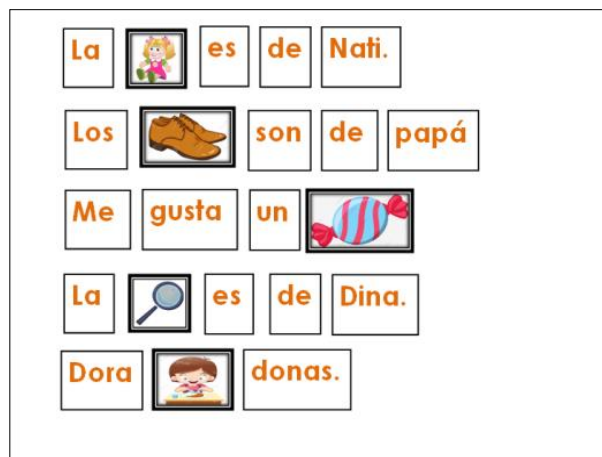 La es de Nati.
Los son de papá
Me gusta un
La es de Dina.
Dora donas.